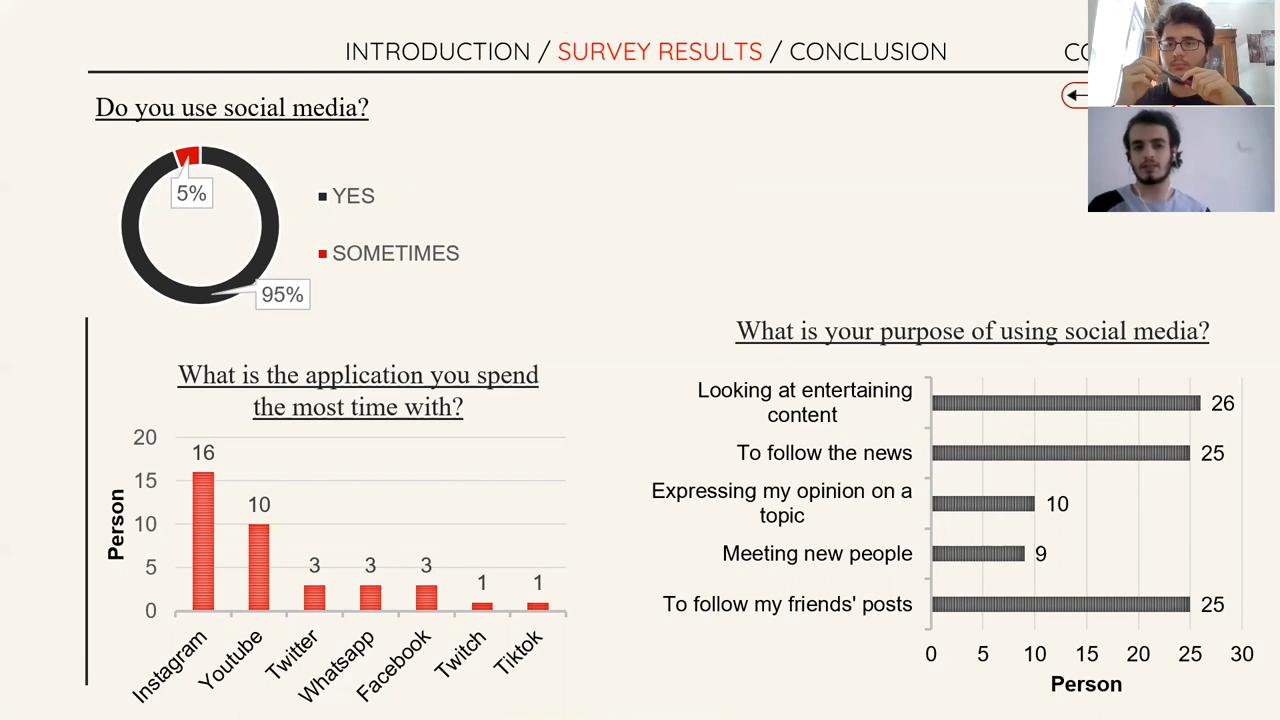 INTRODUCTION / SURVEY RESULTS / CONCLUSION
Do you use social media?
5%
95%
YES
SOMETIMES
What is the application you spend
the most time with?
Person
20
15
10
5
0
16
10
3
3
3
1
1
Instagram
Youtube
Twitter
Whatsapp
Facebook
Twitch
Tiktok
What is your purpose of using social media?
Looking at entertaining
content
26
To follow the news
25
Expressing my opinion on a
topic
10
Meeting new people
9
To follow my friends' posts
25
0 5 10 15 20 25 30
Person